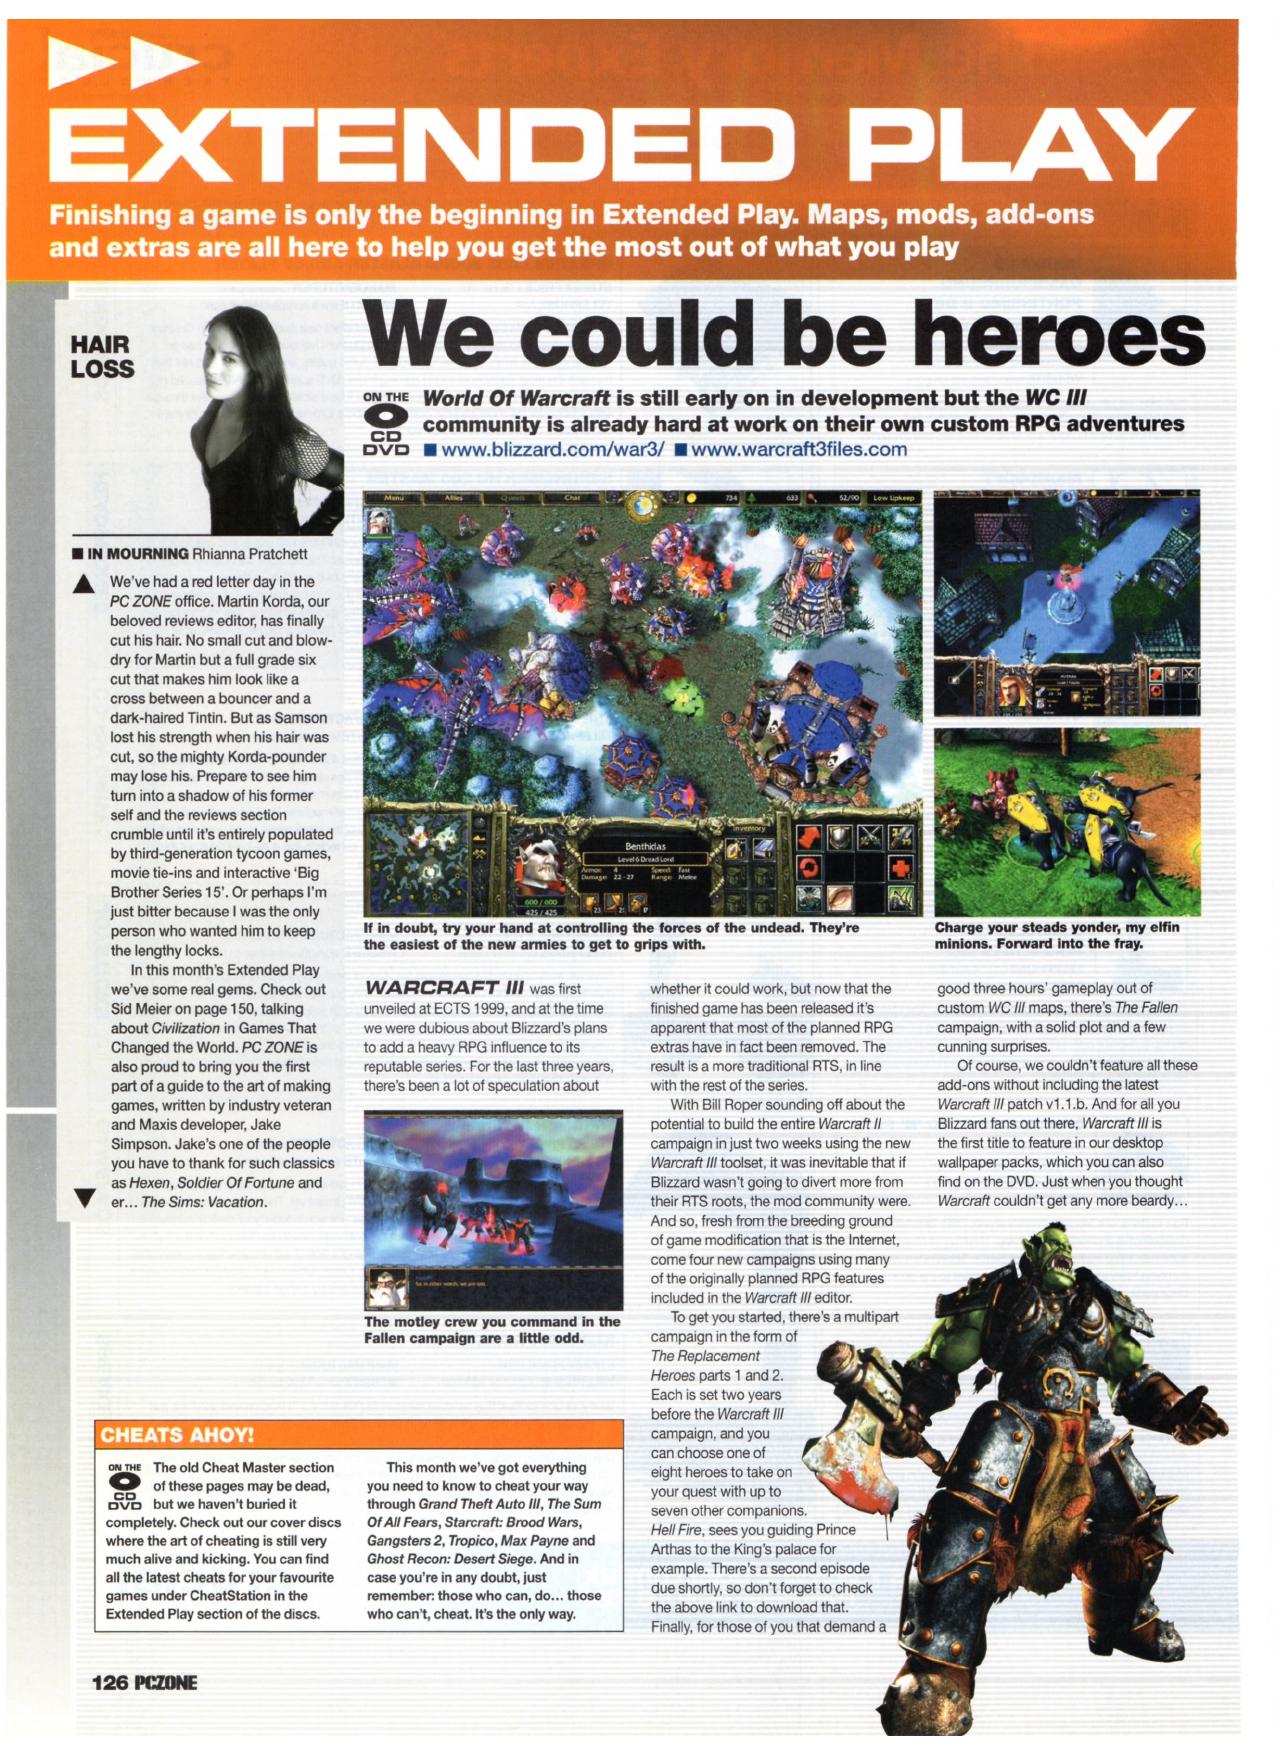 EXTENDED PLAY
Finishing a game is only the beginning in Extended Play. Maps, mods, add-ons
and extras are all here to help you get the most out of what you play
HAIR
LOSS
■ IN MOURNING Rhianna Pratchett
We've had a red letter day in the
PC ZONE office. Martin Korda, our
beloved reviews editor, has finally
cut his hair. No small cut and blow-
dry for Martin but a full grade six
cut that makes him look like a
cross between a bouncer and a
dark-haired Tintin. But as Samson
lost his strength when his hair was
cut, so the mighty Korda-pounder
may lose his. Prepare to see him
turn into a shadow of his former
self and the reviews section
crumble until it's entirely populated
by third-generation tycoon games,
movie tie-ins and interactive 'Big
Brother Series 15'. Or perhaps I'm
just bitter because I was the only
person who wanted him to keep
the lengthy locks.
In this month's Extended Play
we've some real gems. Check out
Sid Meier on page 150, talking
about Civilization in Games That
Changed the World. PC ZONE is
also proud to bring you the first
part of a guide to the art of making
games, written by industry veteran
and Maxis developer, Jake
Simpson. Jake's one of the people
you have to thank for such classics
as Hexen, Soldier Of Fortune and
er... The Sims: Vacation.
We could be heroes
ON THE
CD
DVD
World Of Warcraft is still early on in development but the WC III
community is already hard at work on their own custom RPG adventures
■ www.blizzard.com/war3/ ■ www.warcraft3files.com
Menu Allies Quests Chat 734 633 52/90 Low Upkeep
Inventory
Benthidas
Level 6 Dread Lord
Armor: 4 Speed: Fast
Damage: 22 - 27 Range: Melee
600 / 600
425 / 425
If in doubt, try your hand at controlling the forces of the undead. They're
the easiest of the new armies to get to grips with.
Charge your steads yonder, my elfin
minions. Forward into the fray.
WARCRAFT III was first
unveiled at ECTS 1999, and at the time
we were dubious about Blizzard's plans
to add a heavy RPG influence to its
reputable series. For the last three years,
there's been a lot of speculation about
So in other words, we are lost.
The motley crew you command in the
Fallen campaign are a little odd.
whether it could work, but now that the
finished game has been released it's
apparent that most of the planned RPG
extras have in fact been removed. The
result is a more traditional RTS, in line
with the rest of the series.
With Bill Roper sounding off about the
potential to build the entire Warcraft II
campaign in just two weeks using the new
Warcraft III toolset, it was inevitable that if
Blizzard wasn't going to divert more from
their RTS roots, the mod community were.
And so, fresh from the breeding ground
of game modification that is the Internet,
come four new campaigns using many
of the originally planned RPG features
included in the Warcraft III editor.
To get you started, there's a multipart
campaign in the form of
The Replacement
Heroes parts 1 and 2.
Each is set two years
before the Warcraft III
campaign, and you
can choose one of
eight heroes to take on
your quest with up to
seven other companions.
Hell Fire, sees you guiding Prince
Arthas to the King's palace for
example. There's a second episode
due shortly, so don't forget to check
the above link to download that.
Finally, for those of you that demand a
good three hours' gameplay out of
custom WC III maps, there's The Fallen
campaign, with a solid plot and a few
cunning surprises.
Of course, we couldn't feature all these
add-ons without including the latest
Warcraft III patch v1.1.b. And for all you
Blizzard fans out there, Warcraft III is
the first title to feature in our desktop
wallpaper packs, which you can also
find on the DVD. Just when you thought
Warcraft couldn't get any more beardy...
CHEATS AHOY!
ON THE
CD
DVD
The old Cheat Master section
of these pages may be dead,
but we haven't buried it
completely. Check out our cover discs
where the art of cheating is still very
much alive and kicking. You can find
all the latest cheats for your favourite
games under CheatStation in the
Extended Play section of the discs.
This month we've got everything
you need to know to cheat your way
through Grand Theft Auto III, The Sum
Of All Fears, Starcraft: Brood Wars,
Gangsters 2, Tropico, Max Payne and
Ghost Recon: Desert Siege. And in
case you're in any doubt, just
remember: those who can, do... those
who can't, cheat. It's the only way.
126 PCZONE